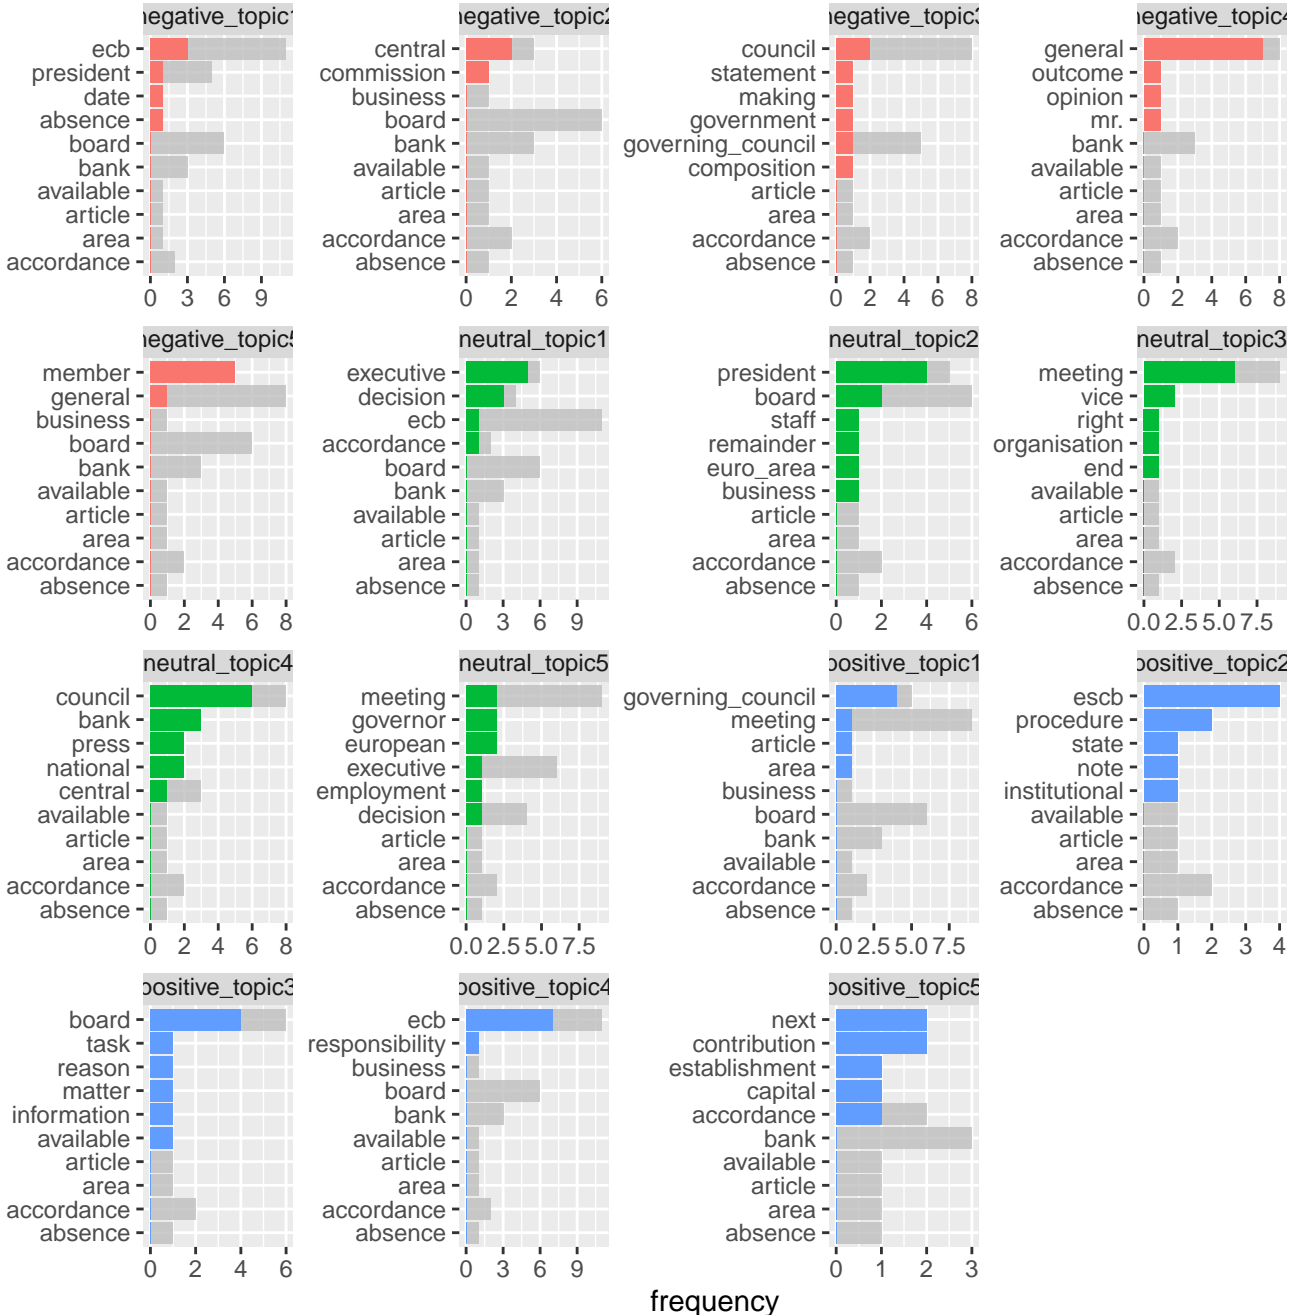 negative_topic1
ecb
president
date
absence
board
bank
available
article
area
accordance
0 3 6 9
negative_topic2
central
commission
business
board
bank
available
article
area
accordance
absence
0 2 4 6
negative_topic3
council
statement
making
government
governing_council
composition
article
area
accordance
absence
0 2 4 6 8
negative_topic4
general
outcome
opinion
mr.
bank
available
article
area
accordance
absence
0 2 4 6 8
negative_topic5
member
general
business
board
bank
available
article
area
accordance
absence
0 2 4 6 8
neutral_topic1
executive
decision
ecb
accordance
board
bank
available
article
area
absence
0 3 6 9
neutral_topic2
president
board
staff
remainder
euro_area
business
article
area
accordance
absence
0 2 4 6
neutral_topic3
meeting
vice
right
organisation
end
available
article
area
accordance
absence
0.0 2.5 5.0 7.5
neutral_topic4
council
bank
press
national
central
available
article
area
accordance
absence
0 2 4 6 8
neutral_topic5
meeting
governor
european
executive
employment
decision
article
area
accordance
absence
0.0 2.5 5.0 7.5
positive_topic1
governing_council
meeting
article
area
business
board
bank
available
accordance
absence
0.0 2.5 5.0 7.5
positive_topic2
escb
procedure
state
note
institutional
available
article
area
accordance
absence
0 1 2 3 4
positive_topic3
board
task
reason
matter
information
available
article
area
accordance
absence
0 2 4 6
positive_topic4
ecb
responsibility
business
board
bank
available
article
area
accordance
absence
0 3 6 9
positive_topic5
next
contribution
establishment
capital
accordance
bank
available
article
area
absence
0 1 2 3
frequency